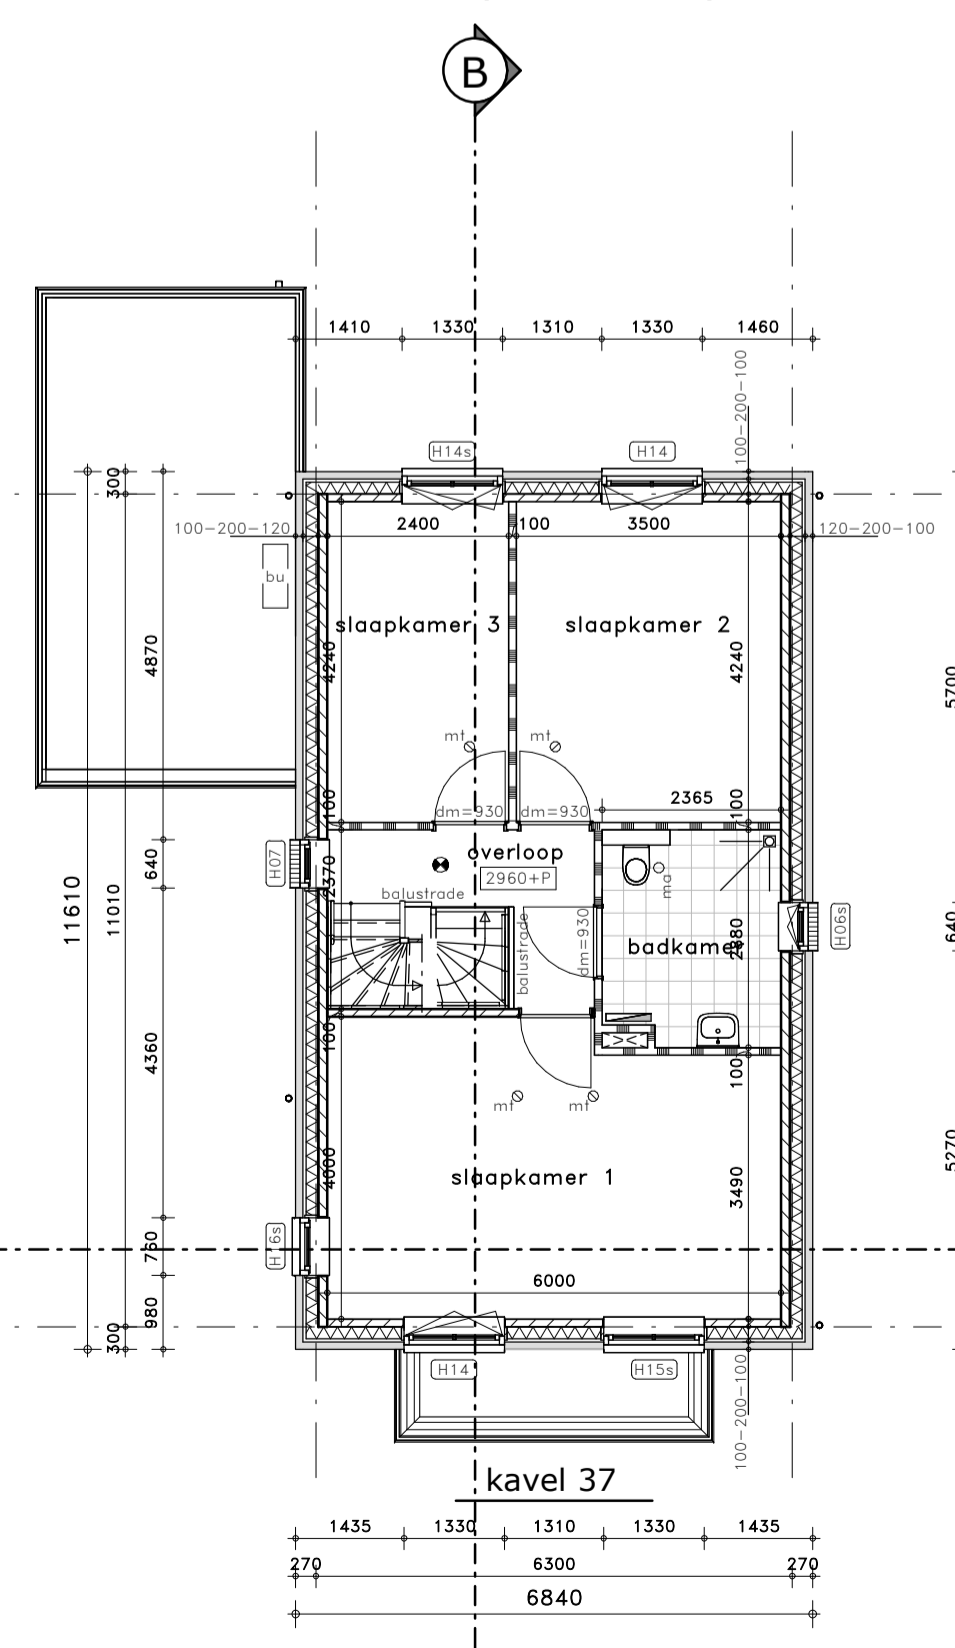 B
1410 1330 1310 1330 1460
100-200-100
H14s H14
300
100-200-120 2400 100 3500 120-200-100
bu
slaapkamer 3 slaapkamer 2
4870 4240 4240 5700
mt mt
dm=930 dm=930
2365
100 100
overloop
2960+P
H07
640 2370
balustrade
ma
11610 11010
balustrade
dm=930
badkamer
2880
H06s
640
100
4360
100
mt mt
slaapkamer 1
4000 3490 5270
H16s
760
6000
980
300
H14 H15s
100-200-100
kavel 37
1435 1330 1310 1330 1435
270 6300 270
6840